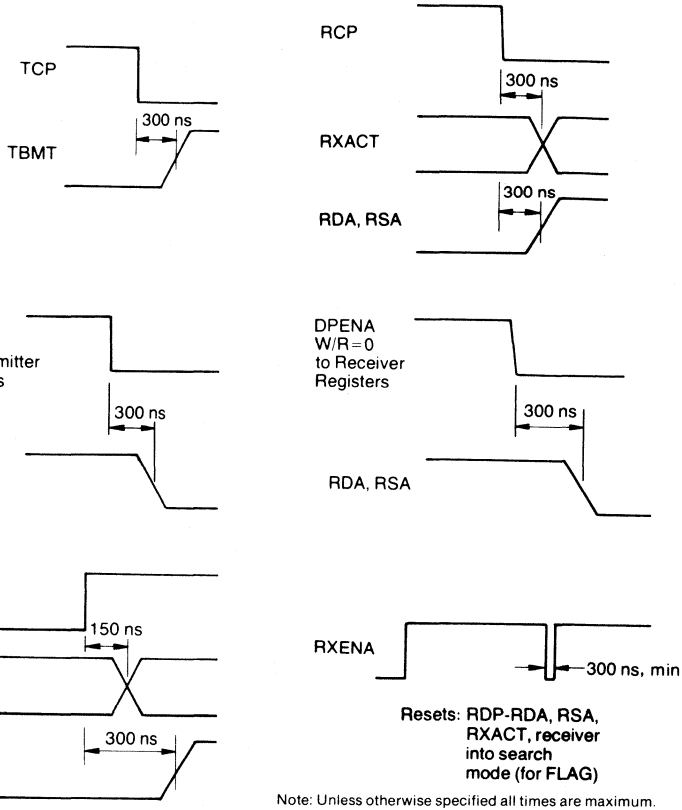 TCP
300 ns
TBMT
RCP
300 ns
RXACT
300 ns
RDA, RSA
300 ns
DPENA
W/R=0
to Receiver
Registers
300 ns
RDA, RSA
150 ns
300 ns
RXENA
300 ns, min
Resets: RDP-RDA, RSA,
RXACT, receiver
into search
mode (for FLAG)
Note: Unless otherwise specified all times are maximum.